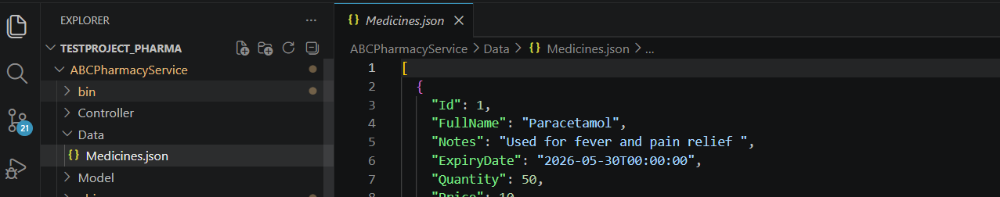 EXPLORER
TESTPROJECT_PHARMA
ABCPharmacyService
bin
Controller
Data
{} Medicines.json
Model
21
{} Medicines.json
ABCPharmacyService > Data > {} Medicines.json > ...
1 [
2 {
3 "Id": 1,
4 "FullName": "Paracetamol",
5 "Notes": "Used for fever and pain relief ",
6 "ExpiryDate": "2026-05-30T00:00:00",
7 "Quantity": 50,
8 "Price": 10